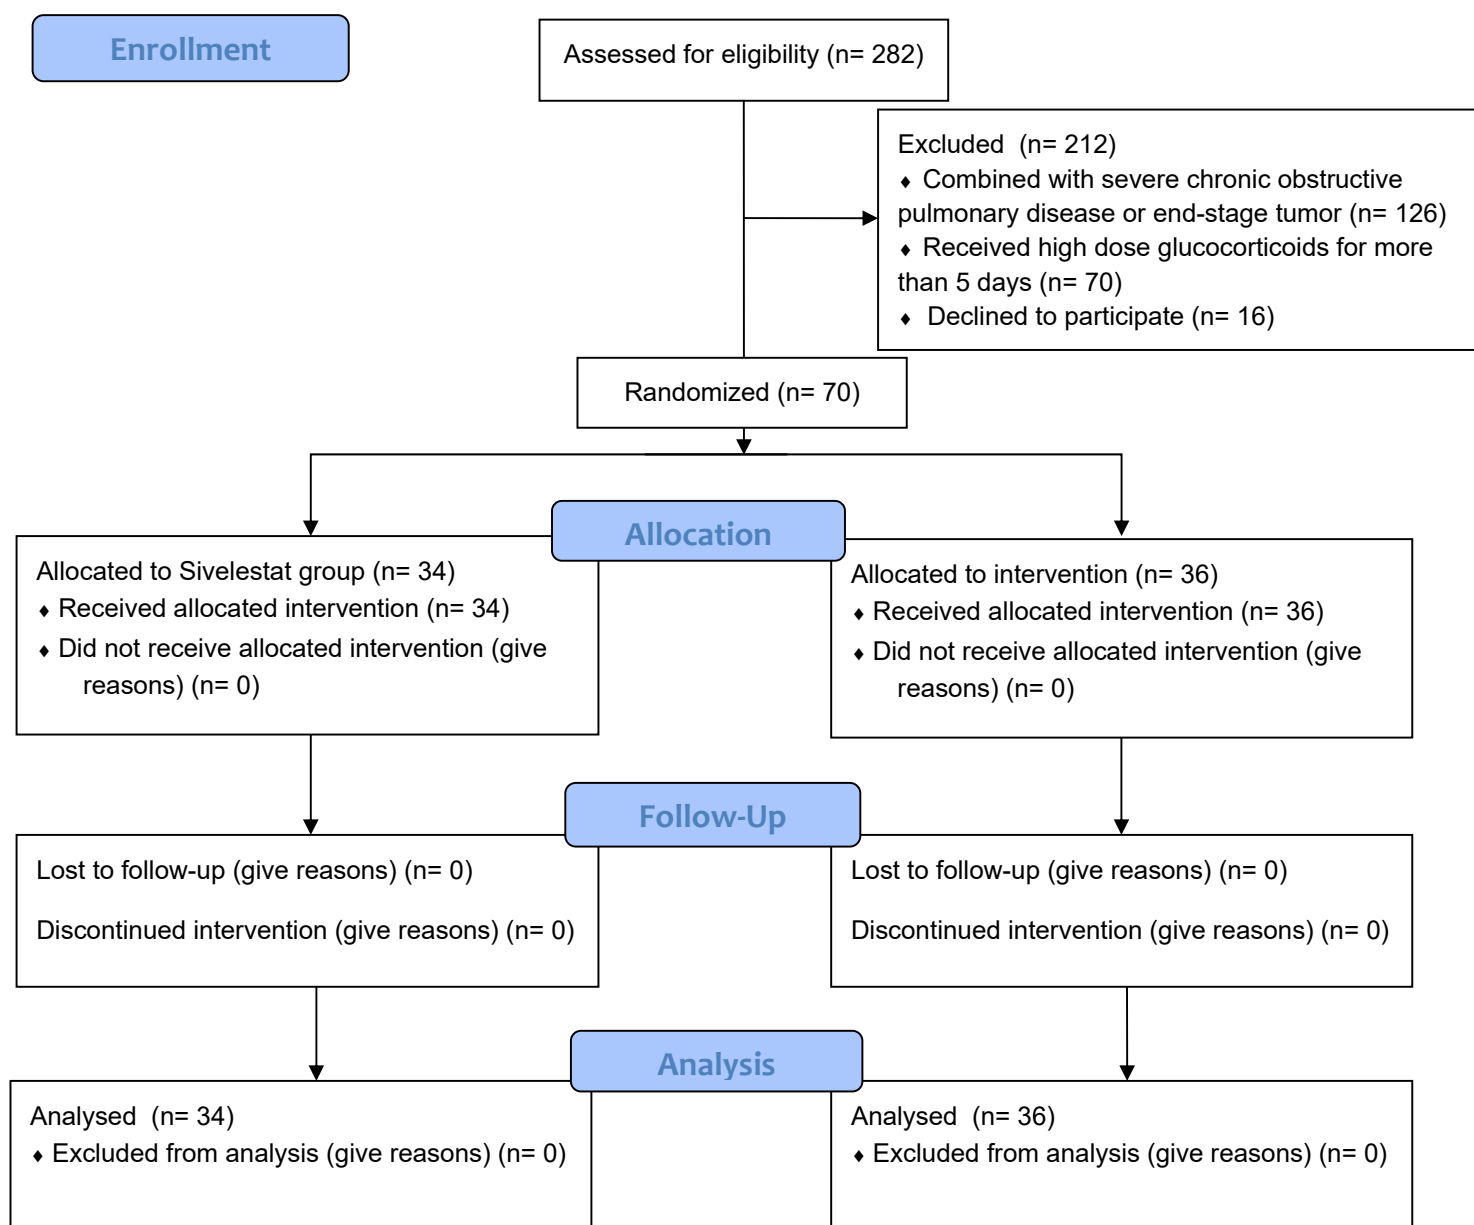 Enrollment
Assessed for eligibility (n= 282)
Excluded  (n= 212)
♦ Combined with severe chronic obstructive
pulmonary disease or end-stage tumor (n= 126)
♦ Received high dose glucocorticoids for more
than 5 days (n= 70)
♦ Declined to participate (n= 16)
Randomized (n= 70)
Allocation
Allocated to Sivelestat group (n= 34)
♦ Received allocated intervention (n= 34)
♦ Did not receive allocated intervention (give
reasons) (n= 0)
Allocated to intervention (n= 36)
♦ Received allocated intervention (n= 36)
♦ Did not receive allocated intervention (give
reasons) (n= 0)
Follow-Up
Lost to follow-up (give reasons) (n= 0)
Discontinued intervention (give reasons) (n= 0)
Lost to follow-up (give reasons) (n= 0)
Discontinued intervention (give reasons) (n= 0)
Analysis
Analysed  (n= 34)
♦ Excluded from analysis (give reasons) (n= 0)
Analysed  (n= 36)
♦ Excluded from analysis (give reasons) (n= 0)